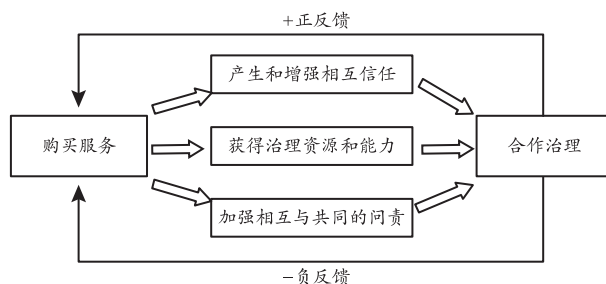 +正反馈
产生和增强相互信任
购买服务
获得治理资源和能力
合作治理
加强相互与共同的问责
−负反馈